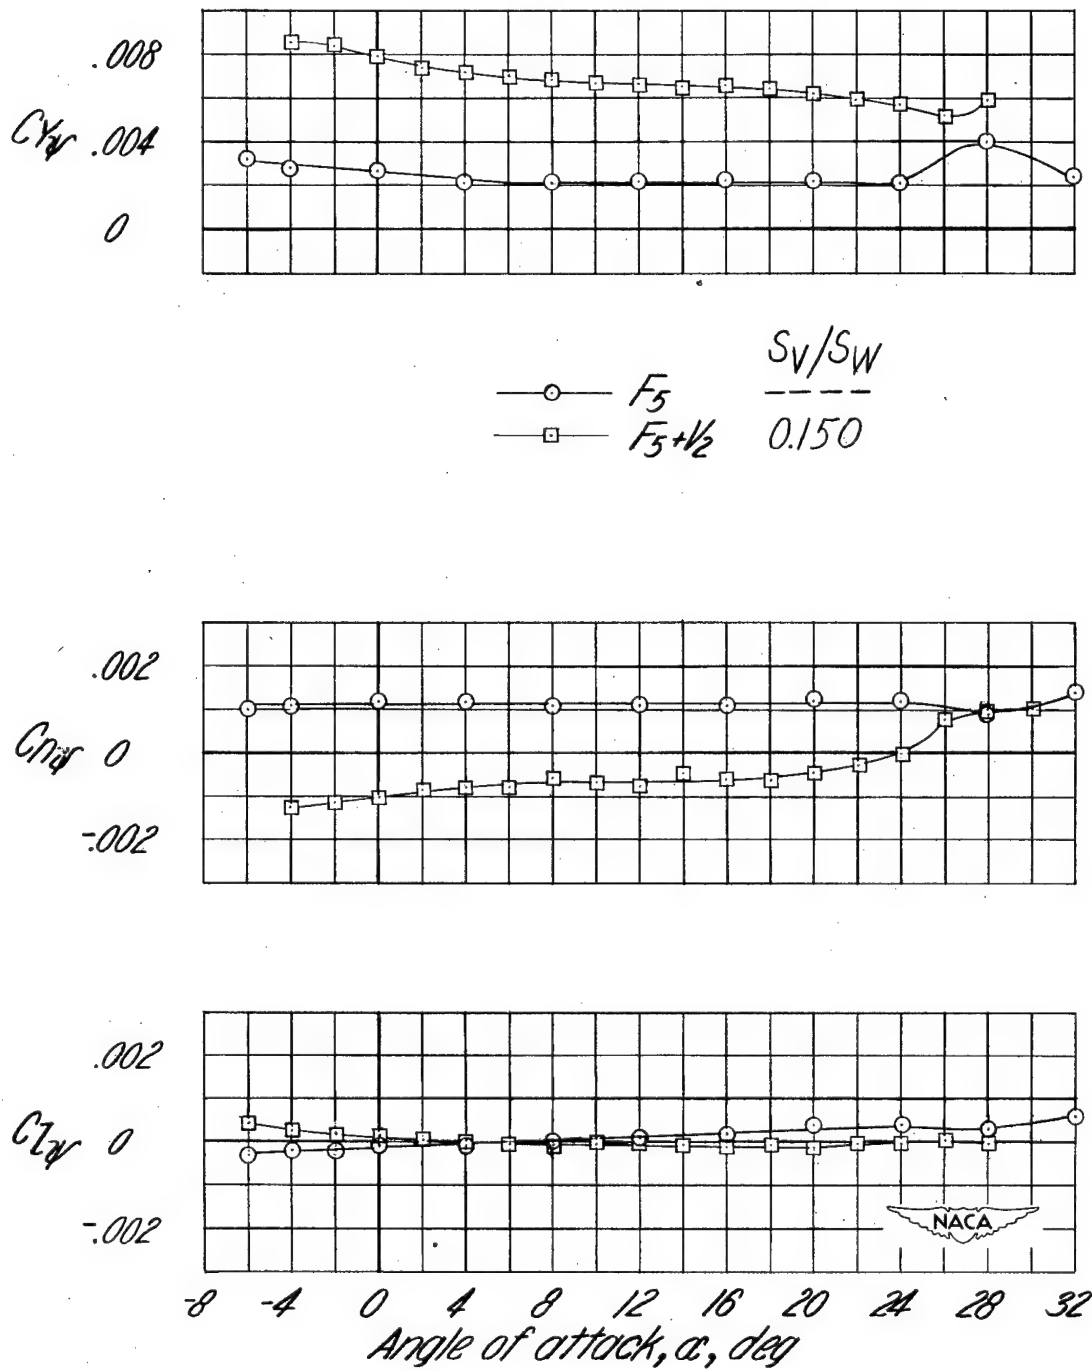 .008
CYψ .004
0
SV/SW
F5 ----
F5+V2 0.150
.002
Cnψ 0
-.002
.002
Clψ 0
-.002
NACA
-8 -4 0 4 8 12 16 20 24 28 32
Angle of attack, α, deg